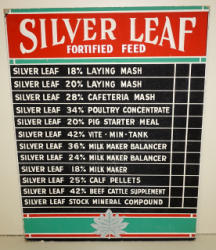 SILVER LEAF
FORTIFIED FEED
SILVER LEAF 18% LAYING MASH
SILVER LEAF 20% LAYING MASH
SILVER LEAF 28% CAFETERIA MASH
SILVER LEAF 34% POULTRY CONCENTRATE
SILVER LEAF 20% PIG STARTER MEAL
SILVER LEAF 42% VITE-MIN-TANK
SILVER LEAF 36% MILK MAKER BALANCER
SILVER LEAF 24% MILK MAKER BALANCER
SILVER LEAF 18% MILK MAKER
SILVER LEAF 25% CALF PELLETS
SILVER LEAF 42% BEEF CATTLE SUPPLEMENT
SILVER LEAF STOCK MINERAL COMPOUND